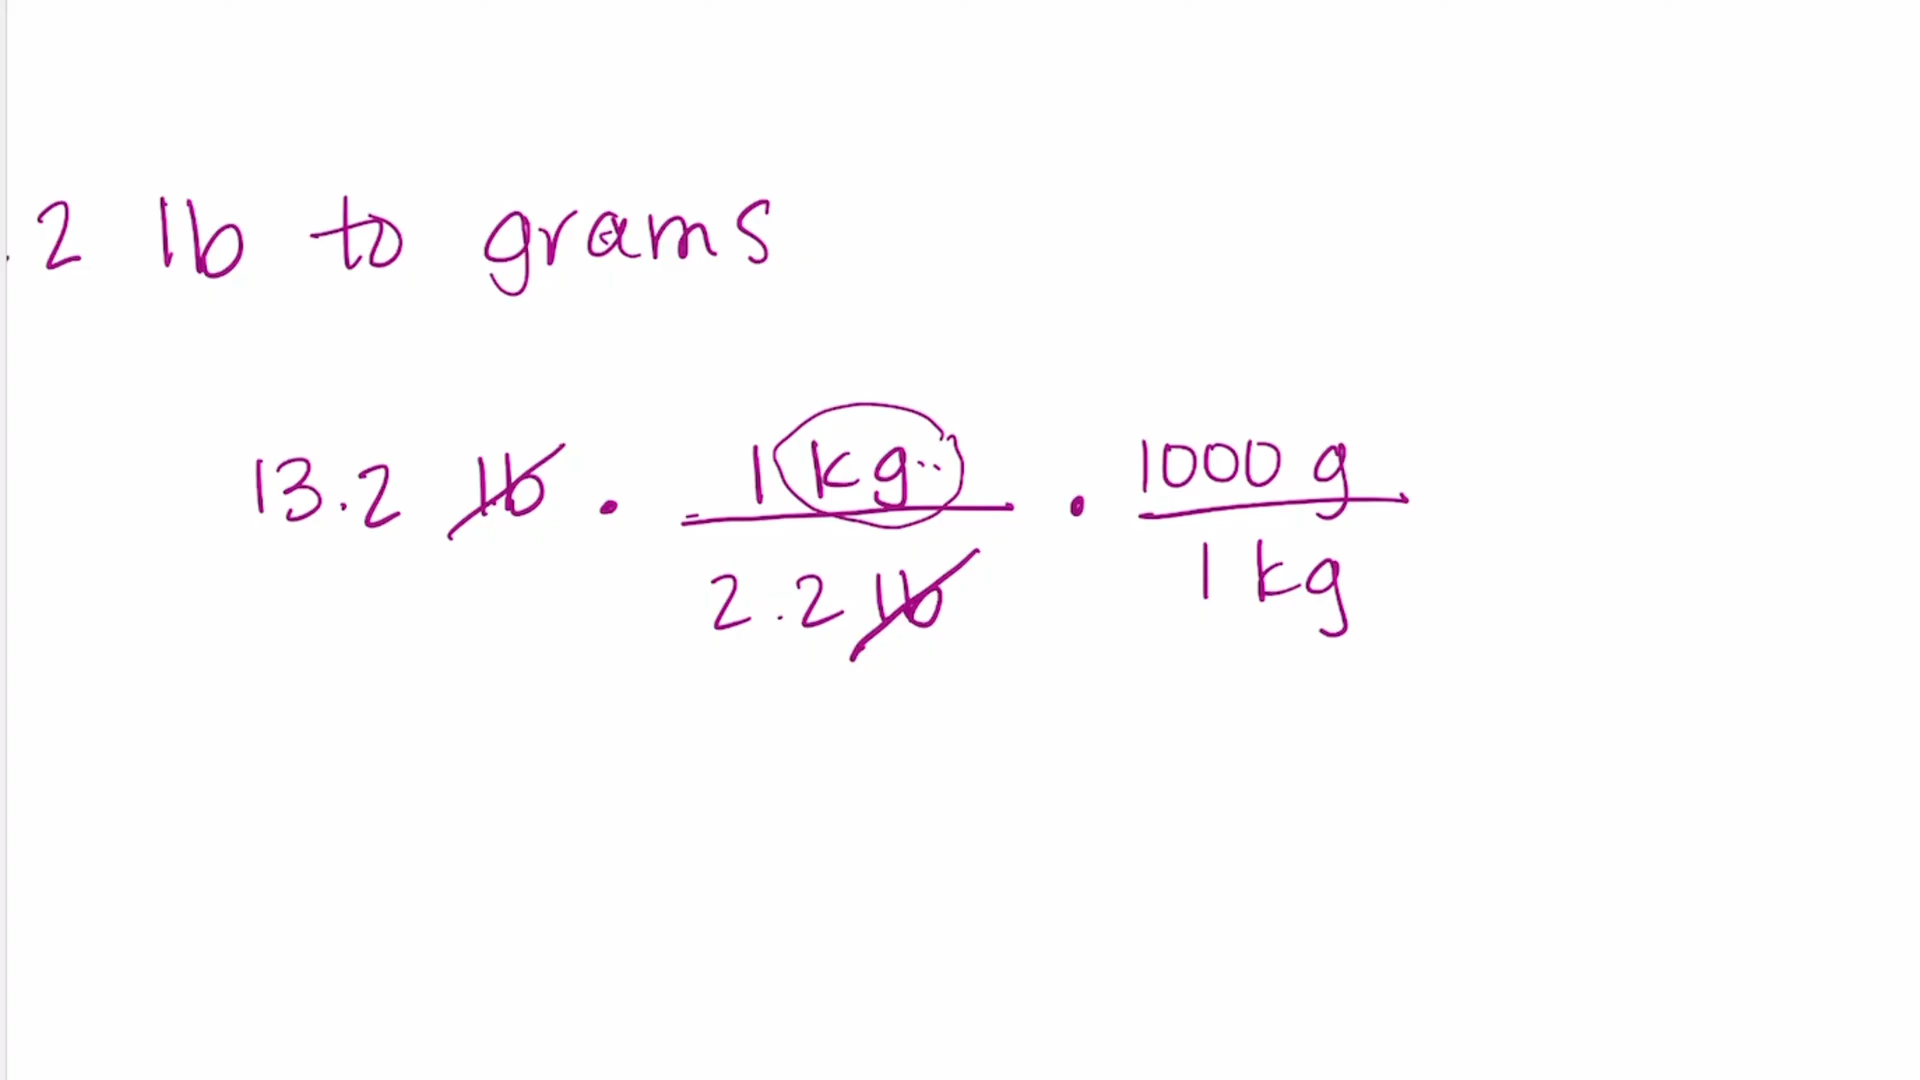 .2 lb to grams
13.2 lb · 1 kg / 2.2 lb · 1000 g / 1 kg